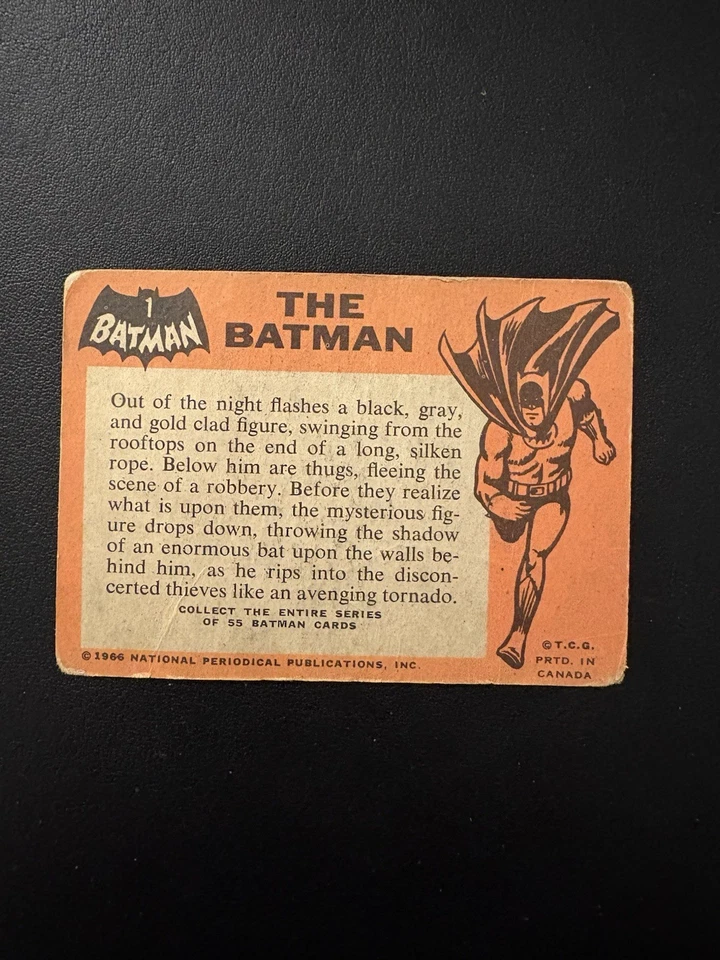 1
BATMAN
THE
BATMAN
Out of the night flashes a black, gray,
and gold clad figure, swinging from the
rooftops on the end of a long, silken
rope. Below him are thugs, fleeing the
scene of a robbery. Before they realize
what is upon them, the mysterious fig-
ure drops down, throwing the shadow
of an enormous bat upon the walls be-
hind him, as he rips into the discon-
certed thieves like an avenging tornado.
COLLECT THE ENTIRE SERIES
OF 55 BATMAN CARDS
© 1966 NATIONAL PERIODICAL PUBLICATIONS, INC.
© T.C.G.
PRTD. IN
CANADA